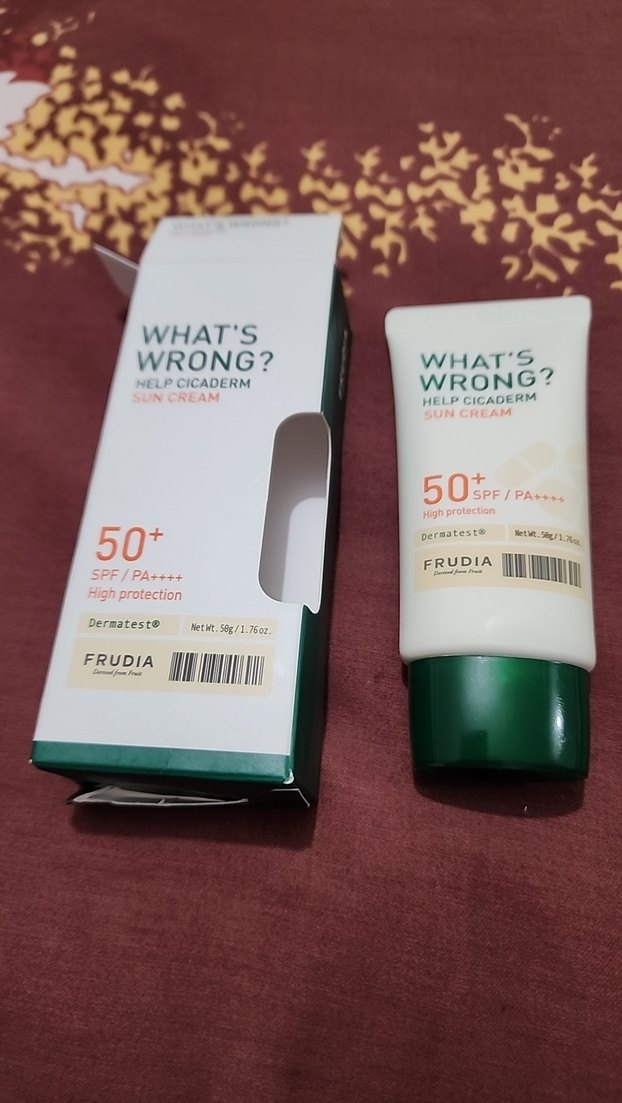 WHAT'S WRONG?
WHAT'S
WRONG?
HELP CICADERM
SUN CREAM
50+
SPF / PA++++
High protection
Dermatest®
Net Wt. 50g / 1.76 oz.
FRUDIA
Derived from Fruit
WHAT'S
WRONG?
HELP CICADERM
SUN CREAM
50+ SPF / PA++++
High protection
Dermatest®
Net Wt. 50g / 1.76 oz.
FRUDIA
Derived from Fruit